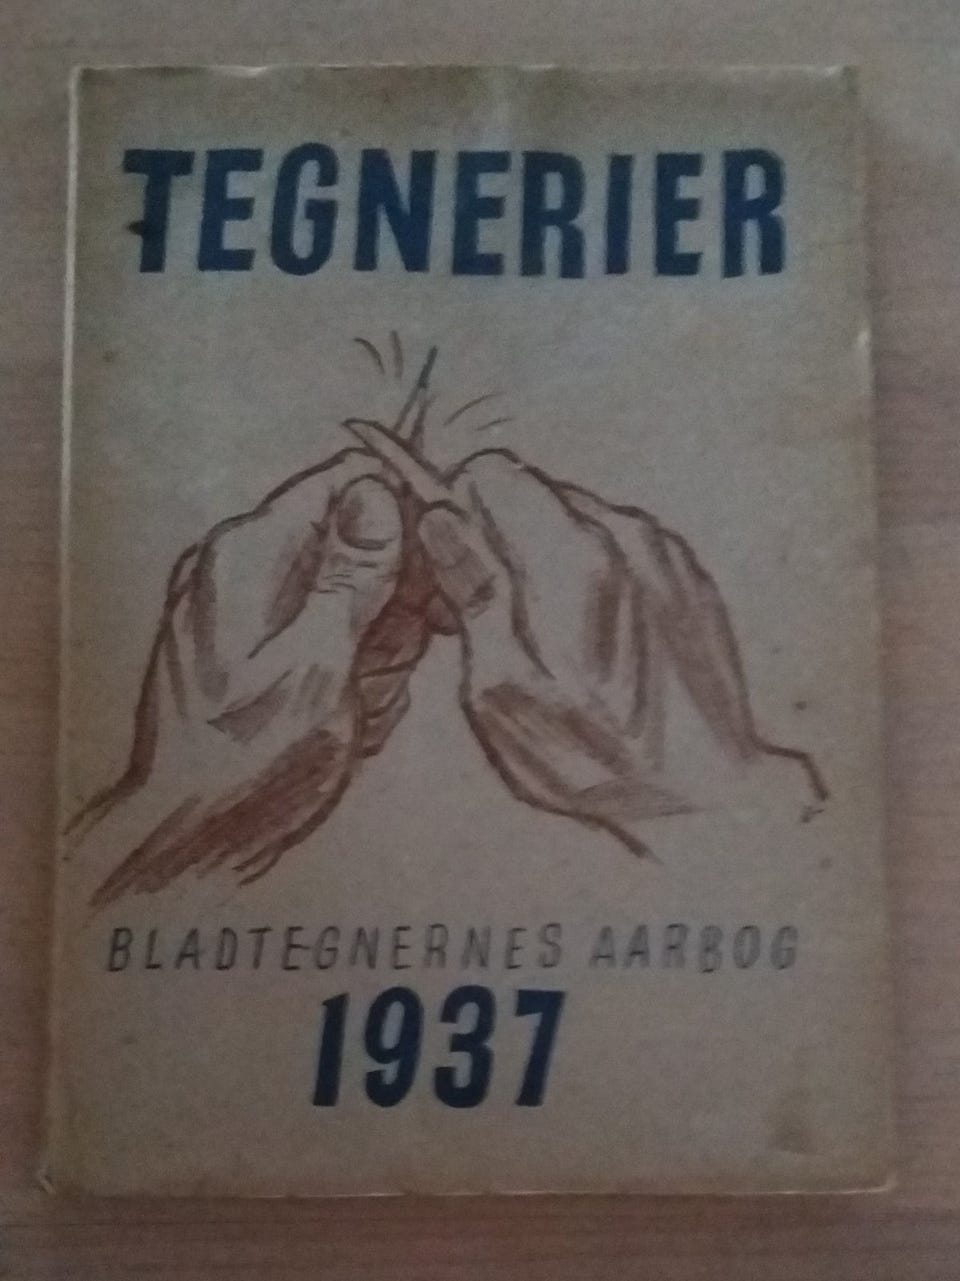 TEGNERIER
BLADTEGNERNES AARBOG
1937